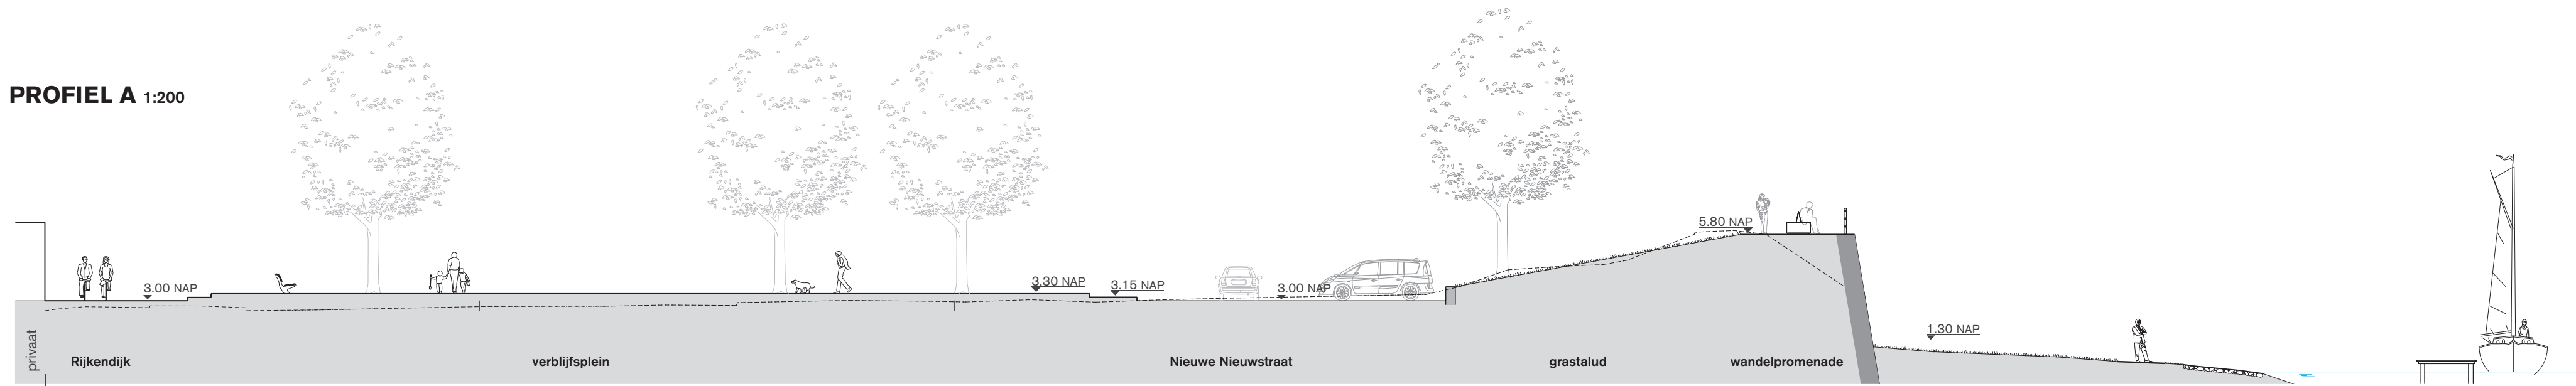 PROFIEL A 1:200
5.80 NAP
3.00 NAP
3.30 NAP
3.15 NAP
3.00 NAP
1.30 NAP
privaat
Rijkendijk
verblijfsplein
Nieuwe Nieuwstraat
grastalud
wandelpromenade